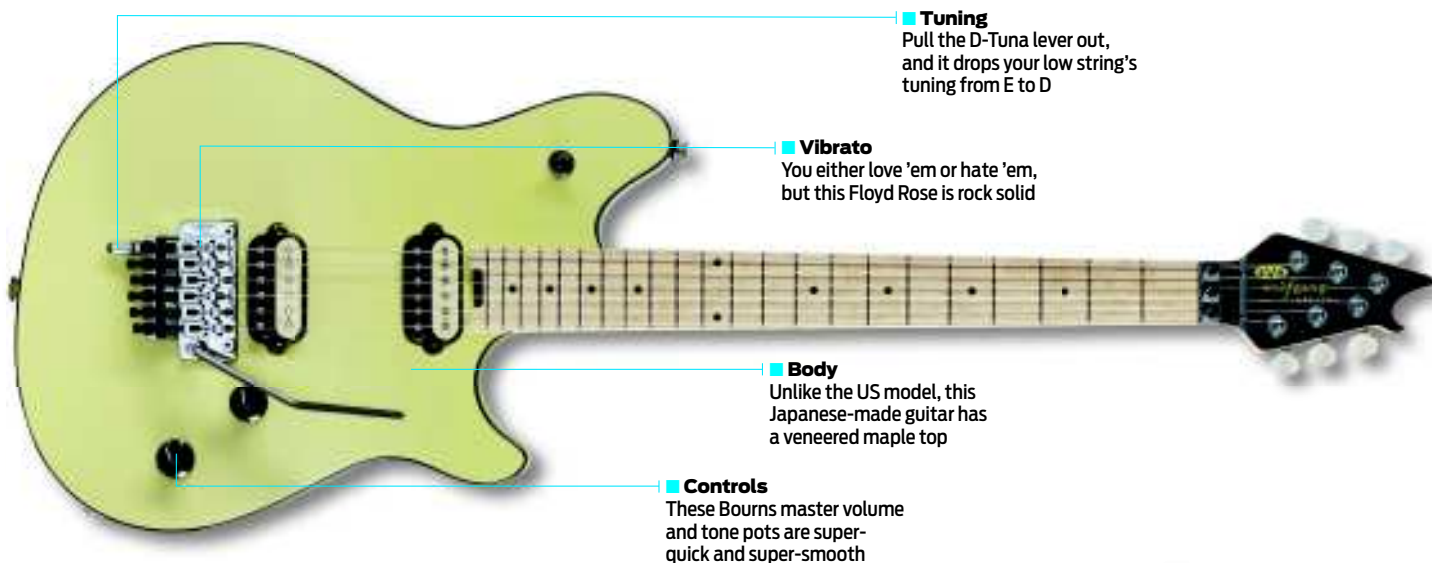 Tuning
Pull the D-Tuna lever out,
and it drops your low string's
tuning from E to D
Vibrato
You either love 'em or hate 'em,
but this Floyd Rose is rock solid
Body
Unlike the US model, this
Japanese-made guitar has
a veneered maple top
Controls
These Bourns master volume
and tone pots are super-
quick and super-smooth
EVH
wolfgang